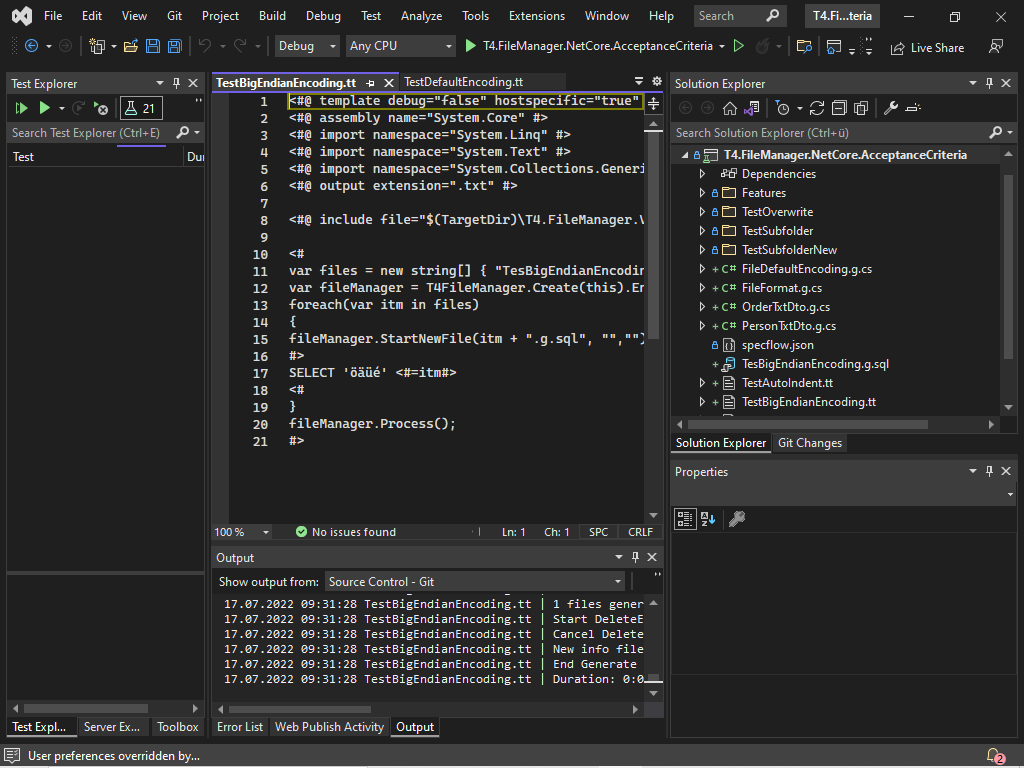 File Edit View Git Project Build Debug Test Analyze Tools Extensions Window Help Search T4.Fi...teria
Debug Any CPU T4.FileManager.NetCore.AcceptanceCriteria Live Share
Test Explorer
21
Search Test Explorer (Ctrl+E)
Test Dur
TestBigEndianEncoding.tt TestDefaultEncoding.tt
1 <#@ template debug="false" hostspecific="true"
2 <#@ assembly name="System.Core" #>
3 <#@ import namespace="System.Linq" #>
4 <#@ import namespace="System.Text" #>
5 <#@ import namespace="System.Collections.Generi
6 <#@ output extension=".txt" #>
7
8 <#@ include file="$(TargetDir)\T4.FileManager.V
9
10 <#
11 var files = new string[] { "TesBigEndianEncodin
12 var fileManager = T4FileManager.Create(this).En
13 foreach(var itm in files)
14 {
15 fileManager.StartNewFile(itm + ".g.sql", "","")
16 #>
17 SELECT 'öäüé' <#=itm#>
18 <#
19 }
20 fileManager.Process();
21 #>
100 % No issues found Ln: 1 Ch: 1 SPC CRLF
Output
Show output from: Source Control - Git
17.07.2022 09:31:28 TestBigEndianEncoding.tt | 1 files gener
17.07.2022 09:31:28 TestBigEndianEncoding.tt | Start DeleteE
17.07.2022 09:31:28 TestBigEndianEncoding.tt | Cancel Delete
17.07.2022 09:31:28 TestBigEndianEncoding.tt | New info file
17.07.2022 09:31:28 TestBigEndianEncoding.tt | End Generate
17.07.2022 09:31:28 TestBigEndianEncoding.tt | Duration: 0:0
Solution Explorer
Search Solution Explorer (Ctrl+ü)
T4.FileManager.NetCore.AcceptanceCriteria
Dependencies
Features
TestOverwrite
TestSubfolder
TestSubfolderNew
C# FileDefaultEncoding.g.cs
C# FileFormat.g.cs
C# OrderTxtDto.g.cs
C# PersonTxtDto.g.cs
specflow.json
TesBigEndianEncoding.g.sql
TestAutoIndent.tt
TestBigEndianEncoding.tt
Solution Explorer Git Changes
Properties
Test Expl... Server Ex... Toolbox Error List Web Publish Activity Output
User preferences overridden by... 2